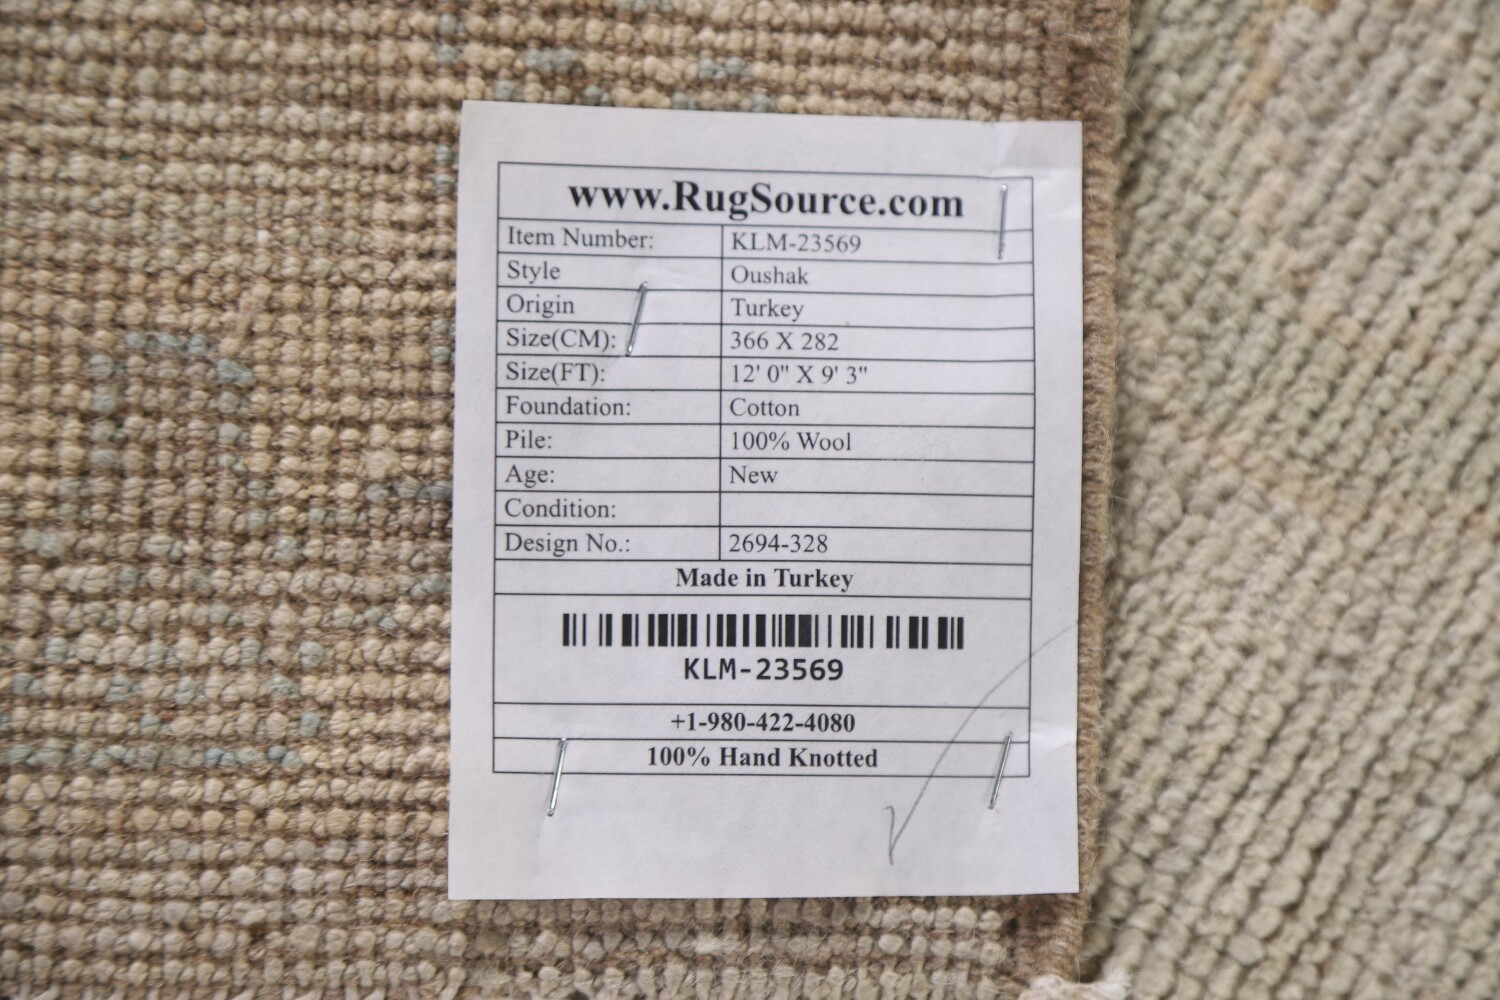 www.RugSource.com
Item Number: KLM-23569
Style Oushak
Origin Turkey
Size(CM): 366 X 282
Size(FT): 12' 0" X 9' 3"
Foundation: Cotton
Pile: 100% Wool
Age: New
Condition:
Design No.: 2694-328
Made in Turkey
KLM-23569
+1-980-422-4080
100% Hand Knotted